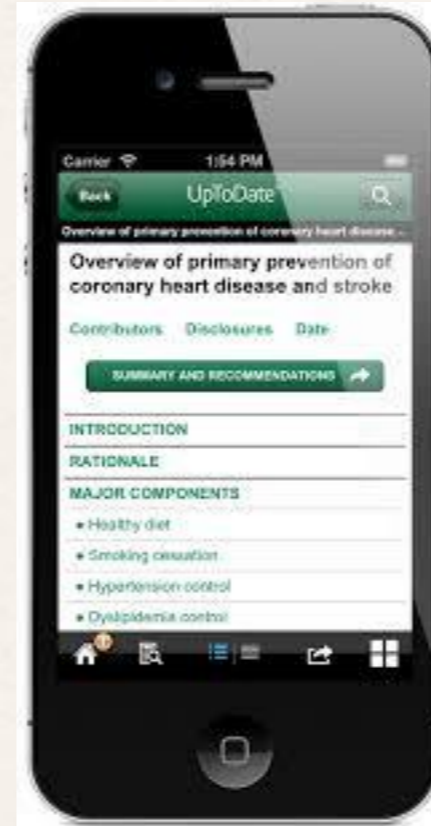 Carrier 1:54 PM
Back UpToDate
Overview of primary prevention of coronary heart disease ...
Overview of primary prevention of
coronary heart disease and stroke
Contributors Disclosures Date
SUMMARY AND RECOMMENDATIONS
INTRODUCTION
RATIONALE
MAJOR COMPONENTS
• Healthy diet
• Smoking cessation
• Hypertension control
• Dyslipidemia control